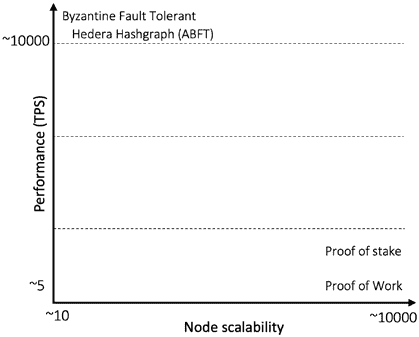 Byzantine Fault Tolerant
Hedera Hashgraph (ABFT)
~10000
Performance (TPS)
Proof of stake
Proof of Work
~5
~10
~10000
Node scalability